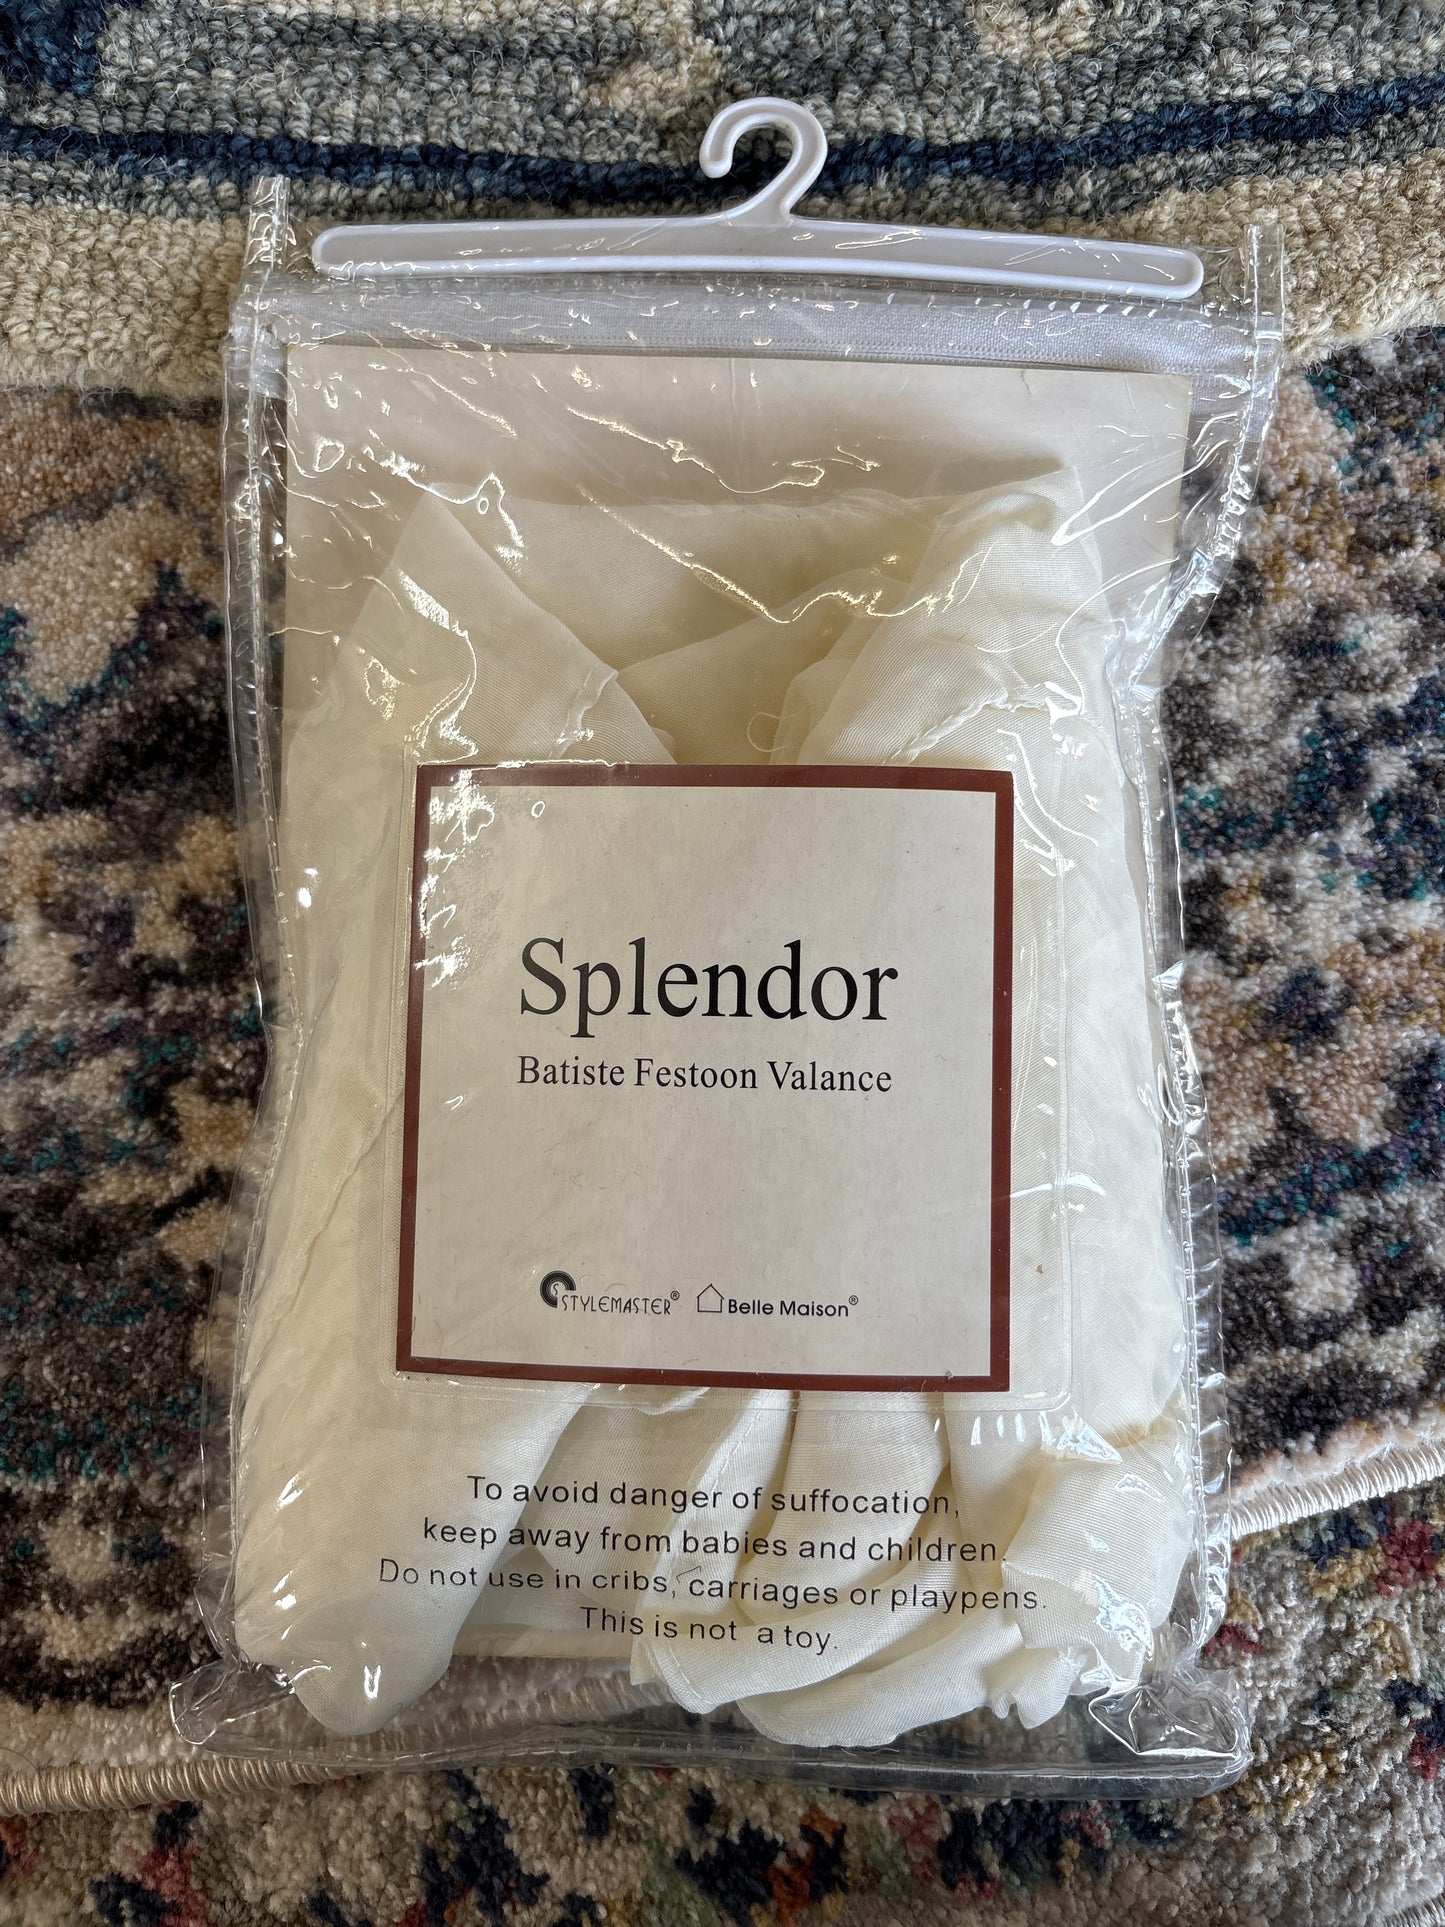 Splendor
Batiste Festoon Valance
STYLEMASTER® Belle Maison®
To avoid danger of suffocation,
keep away from babies and children.
Do not use in cribs, carriages or playpens.
This is not a toy.